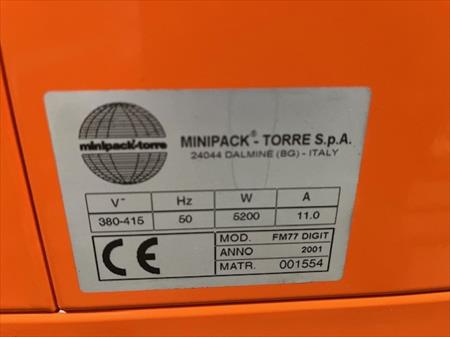 minipack-torre
MINIPACK® - TORRE S.p.A.
24044 DALMINE (BG) - ITALY
V~ Hz W A
380-415 50 5200 11.0
CE
MOD. FM77 DIGIT
ANNO 2001
MATR. 001554